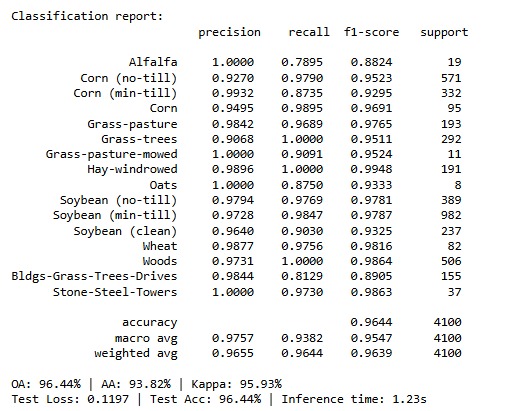 Classification report:
precision recall f1-score support
Alfalfa 1.0000 0.7895 0.8824 19
Corn (no-till) 0.9270 0.9790 0.9523 571
Corn (min-till) 0.9932 0.8735 0.9295 332
Corn 0.9495 0.9895 0.9691 95
Grass-pasture 0.9842 0.9689 0.9765 193
Grass-trees 0.9068 1.0000 0.9511 292
Grass-pasture-mowed 1.0000 0.9091 0.9524 11
Hay-windrowed 0.9896 1.0000 0.9948 191
Oats 1.0000 0.8750 0.9333 8
Soybean (no-till) 0.9794 0.9769 0.9781 389
Soybean (min-till) 0.9728 0.9847 0.9787 982
Soybean (clean) 0.9640 0.9030 0.9325 237
Wheat 0.9877 0.9756 0.9816 82
Woods 0.9731 1.0000 0.9864 506
Bldgs-Grass-Trees-Drives 0.9844 0.8129 0.8905 155
Stone-Steel-Towers 1.0000 0.9730 0.9863 37
accuracy 0.9644 4100
macro avg 0.9757 0.9382 0.9547 4100
weighted avg 0.9655 0.9644 0.9639 4100
OA: 96.44% | AA: 93.82% | Kappa: 95.93%
Test Loss: 0.1197 | Test Acc: 96.44% | Inference time: 1.23s